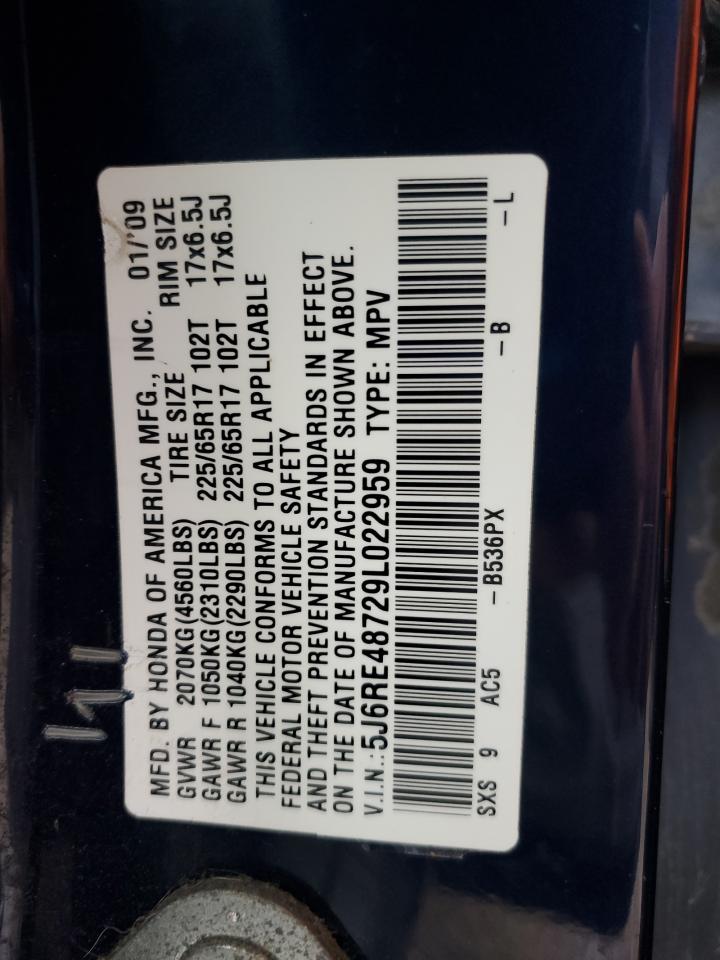 MFD. BY HONDA OF AMERICA MFG., INC. 01/09
GVWR 2070KG(4560LBS) TIRE SIZE RIM SIZE
GAWR F 1050KG(2310LBS) 225/65R17 102T 17x6.5J
GAWR R 1040KG(2290LBS) 225/65R17 102T 17x6.5J
THIS VEHICLE CONFORMS TO ALL APPLICABLE
FEDERAL MOTOR VEHICLE SAFETY
AND THEFT PREVENTION STANDARDS IN EFFECT
ON THE DATE OF MANUFACTURE SHOWN ABOVE.
V.I.N.: 5J6RE48729L022959 TYPE: MPV
SXS 9 AC5 -B536PX -B -L